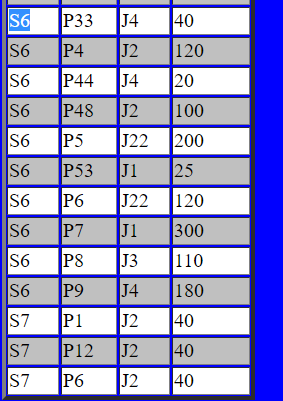 S6 P33 J4 40
S6 P4 J2 120
S6 P44 J4 20
S6 P48 J2 100
S6 P5 J22 200
S6 P53 J1 25
S6 P6 J22 120
S6 P7 J1 300
S6 P8 J3 110
S6 P9 J4 180
S7 P1 J2 40
S7 P12 J2 40
S7 P6 J2 40